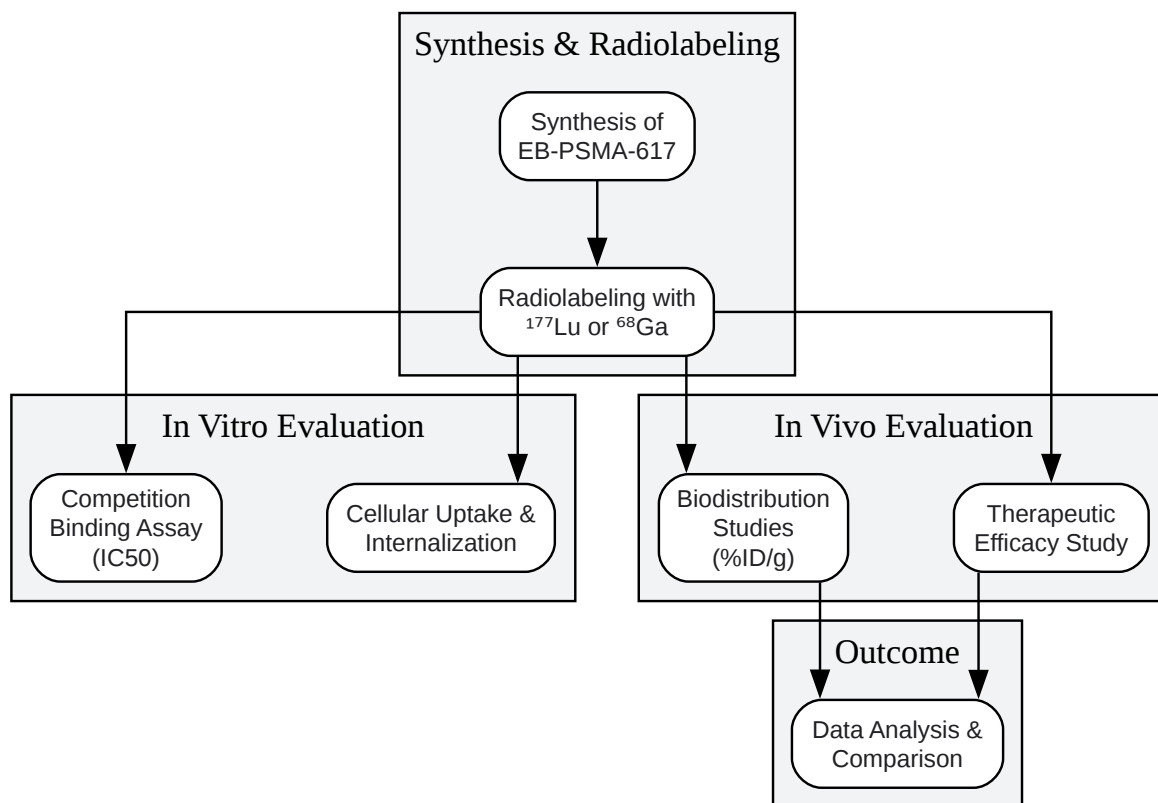 Synthesis & Radiolabeling
Synthesis of
EB-PSMA-617
Radiolabeling with
¹⁷⁷Lu or ⁶⁸Ga
In Vitro Evaluation
Competition
Binding Assay
(IC50)
Cellular Uptake &
Internalization
In Vivo Evaluation
Biodistribution
Studies
(%ID/g)
Therapeutic
Efficacy Study
Outcome
Data Analysis &
Comparison